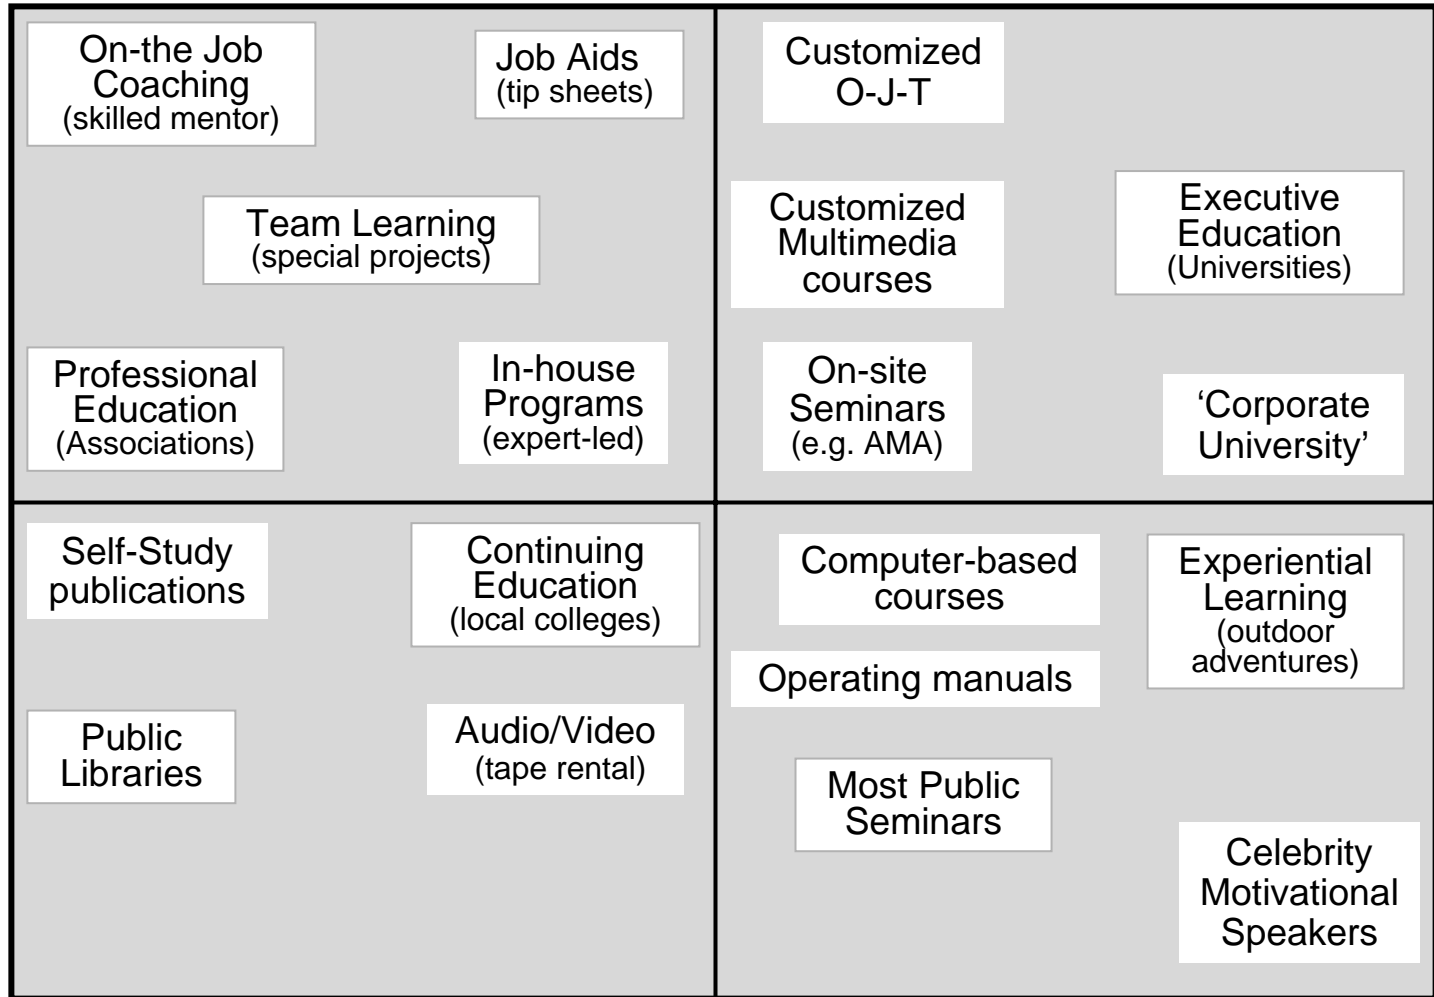 On-the Job
Coaching
(skilled mentor)
Job Aids
(tip sheets)
Team Learning
(special projects)
Professional
Education
(Associations)
In-house
Programs
(expert-led)
Customized
O-J-T
Customized
Multimedia
courses
Executive
Education
(Universities)
On-site
Seminars
(e.g. AMA)
‘Corporate
University’
Self-Study
publications
Continuing
Education
(local colleges)
Public
Libraries
Audio/Video
(tape rental)
Computer-based
courses
Experiential
Learning
(outdoor
adventures)
Operating manuals
Most Public
Seminars
Celebrity
Motivational
Speakers